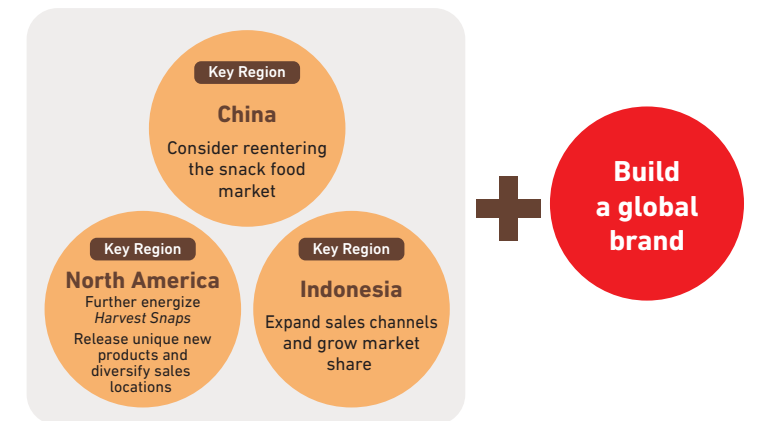 Key Region
China
Consider reentering
the snack food
market
Key Region
North America
Further energize
Harvest Snaps
Release unique new
products and
diversify sales
locations
Key Region
Indonesia
Expand sales channels
and grow market
share
Build
a global
brand